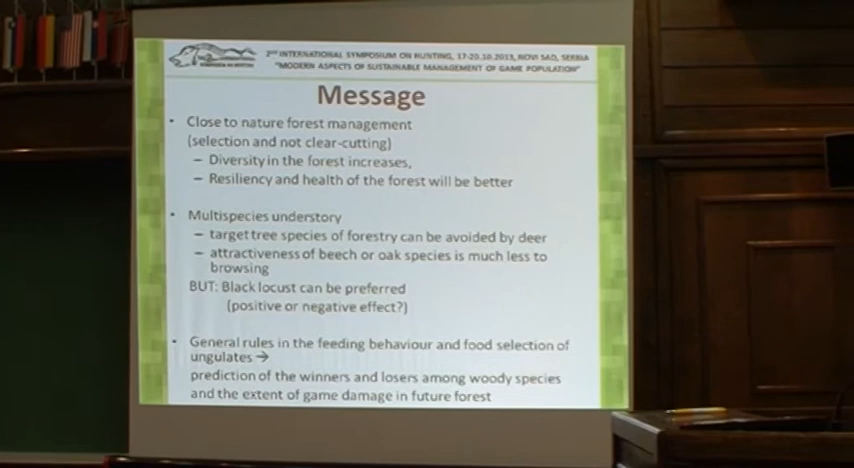 2nd INTERNATIONAL SYMPOSIUM ON HUNTING, 17-20.10.2013, NOVI SAD, SERBIA
"MODERN ASPECTS OF SUSTAINABLE MANAGEMENT OF GAME POPULATION"
Message
• Close to nature forest management
(selection and not clear-cutting)
– Diversity in the forest increases,
– Resiliency and health of the forest will be better
• Multispecies understory
– target tree species of forestry can be avoided by deer
– attractiveness of beech or oak species is much less to
browsing
BUT: Black locust can be preferred
(positive or negative effect?)
• General rules in the feeding behaviour and food selection of
ungulates →
prediction of the winners and losers among woody species
and the extent of game damage in future forest